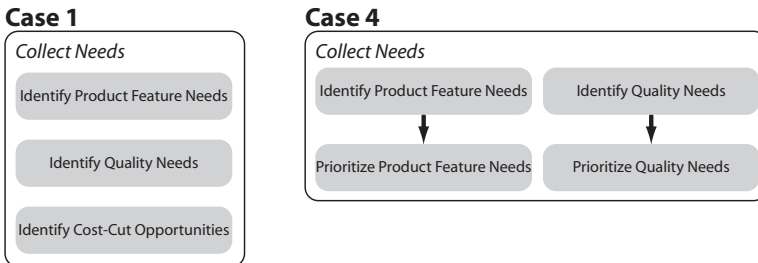 Case 1
Collect Needs
Identify Product Feature Needs
Identify Quality Needs
Identify Cost-Cut Opportunities
Case 4
Collect Needs
Identify Product Feature Needs
Identify Quality Needs
Prioritize Product Feature Needs
Prioritize Quality Needs